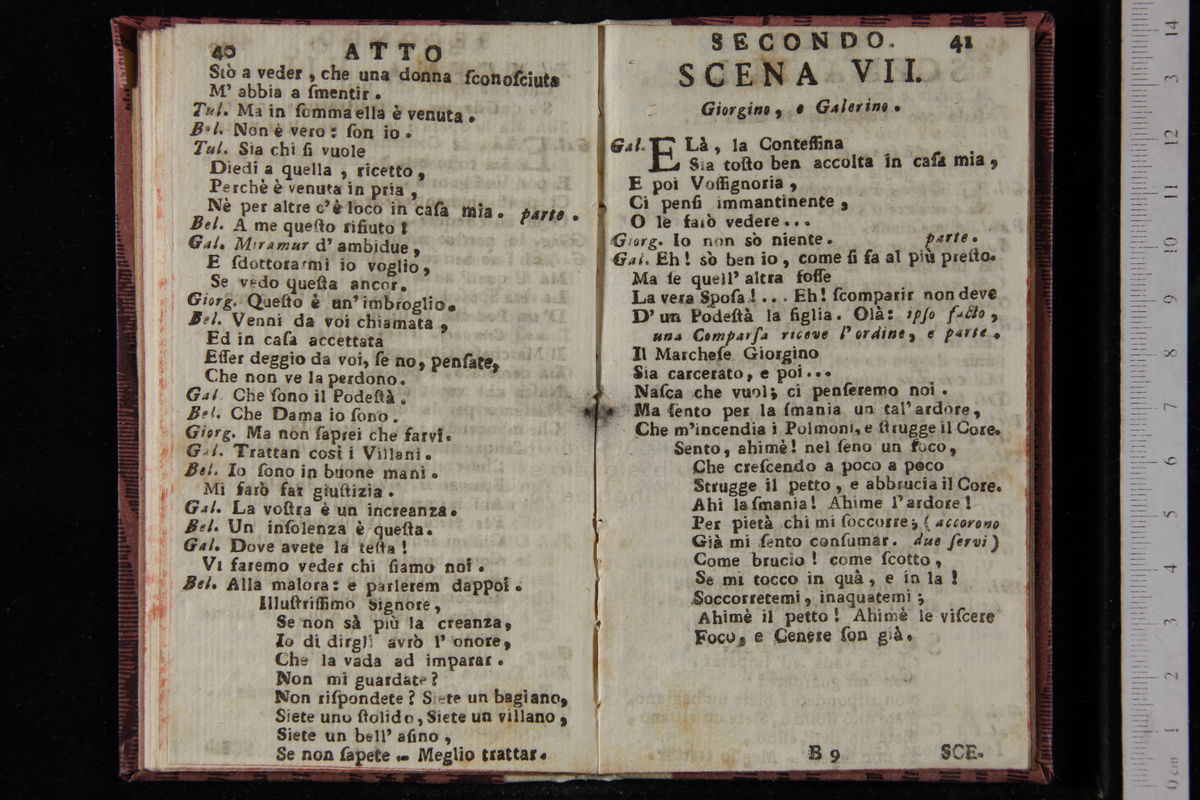 40 ATTO
Stò a veder, che una donna ſconoſciuta
M' abbia a ſmentir.
Tul. Ma in ſomma ella è venuta.
Bel. Non è vero: ſon io.
Tul. Sia chi ſi vuole
Diedi a quella, ricetto,
Perchè è venuta in pria,
Nè per altre c'è loco in caſa mia. parte.
Bel. A me queſto rifiuto!
Gal. Miramur d' ambidue,
E ſdottorarmi io voglio,
Se vedo queſta ancor.
Giorg. Queſto è un' imbroglio.
Bel. Venni da voi chiamata,
Ed in caſa accettata
Eſſer deggio da voi, ſe no, penſate,
Che non ve la perdono.
Gal. Che ſono il Podeſtà.
Bel. Che Dama io ſono.
Giorg. Ma non ſaprei che farvi.
Gal. Trattan così i Villani.
Bel. Io ſono in buone mani.
Mi farò far giuſtizia.
Gal. La voſtra è un increanza.
Bel. Un inſolenza è queſta.
Gal. Dove avete la teſta!
Vi faremo veder chi ſiamo noi.
Bel. Alla malora: e parlerem dappoi.
Illuſtriſſimo Signore,
Se non sà più la creanza,
Io di dirgli avrò l' onore,
Che la vada ad imparar.
Non mi guardate?
Non riſpondete? Siete un bagiano,
Siete uno ſtolido, Siete un villano,
Siete un bell' aſino,
Se non ſapete - Meglio trattar.
SECONDO. 41
SCENA VII.
Giorgino, e Galerino.
Gal. ELà, la Conteſſina
Sia toſto ben accolta in caſa mia,
E poi Voſſignoria,
Ci penſi immantinente,
O le farò vedere...
Giorg. Io non sò niente. parte.
Gal. Eh! sò ben io, come ſi fa al più preſto.
Ma ſe quell' altra foſſe
La vera Spoſa!... Eh! ſcomparir non deve
D' un Podeſtà la figlia. Olà: ipſo facto,
una Comparſa riceve l' ordine, e parte.
Il Marcheſe Giorgino
Sia carcerato, e poi...
Naſca che vuol; ci penſeremo noi.
Ma ſento per la ſmania un tal' ardore,
Che m'incendia i Polmoni, e ſtrugge il Core.
Sento, ahimè! nel ſeno un foco,
Che creſcendo a poco a poco
Strugge il petto, e abbrucia il Core.
Ahi la ſmania! Ahime l' ardore!
Per pietà chi mi ſoccorre; (accorono
Già mi ſento conſumar. due ſervi)
Come brucio! come ſcotto,
Se mi tocco in quà, e in la!
Soccorretemi, inaquatemi;
Ahimè il petto! Ahimè le viſcere
Foco, e Cenere ſon già.
B 9 SCE.
0 cm 1 2 3 4 5 6 7 8 9 10 11 12 3 14